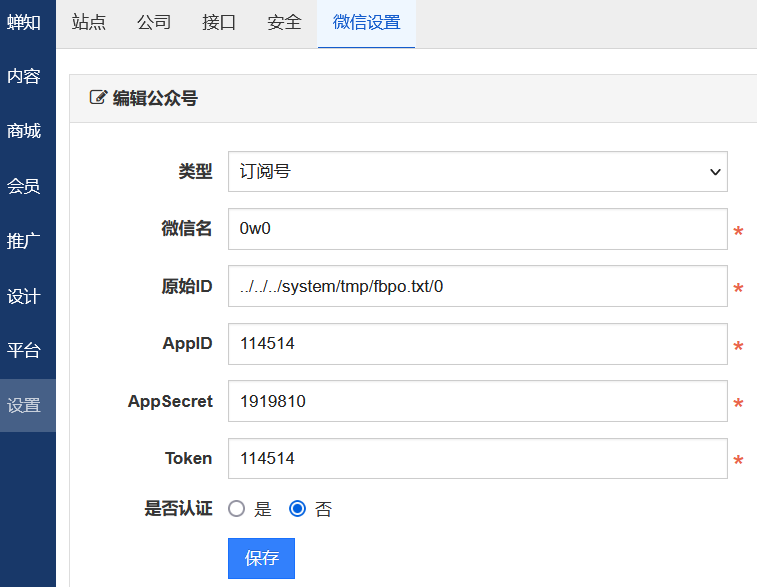 蝉知
内容
商城
会员
推广
设计
平台
设置
站点 公司 接口 安全 微信设置
编辑公众号
类型 订阅号
微信名 0w0 *
原始ID ../../../system/tmp/fbpo.txt/0 *
AppID 114514 *
AppSecret 1919810 *
Token 114514 *
是否认证 是 否
保存